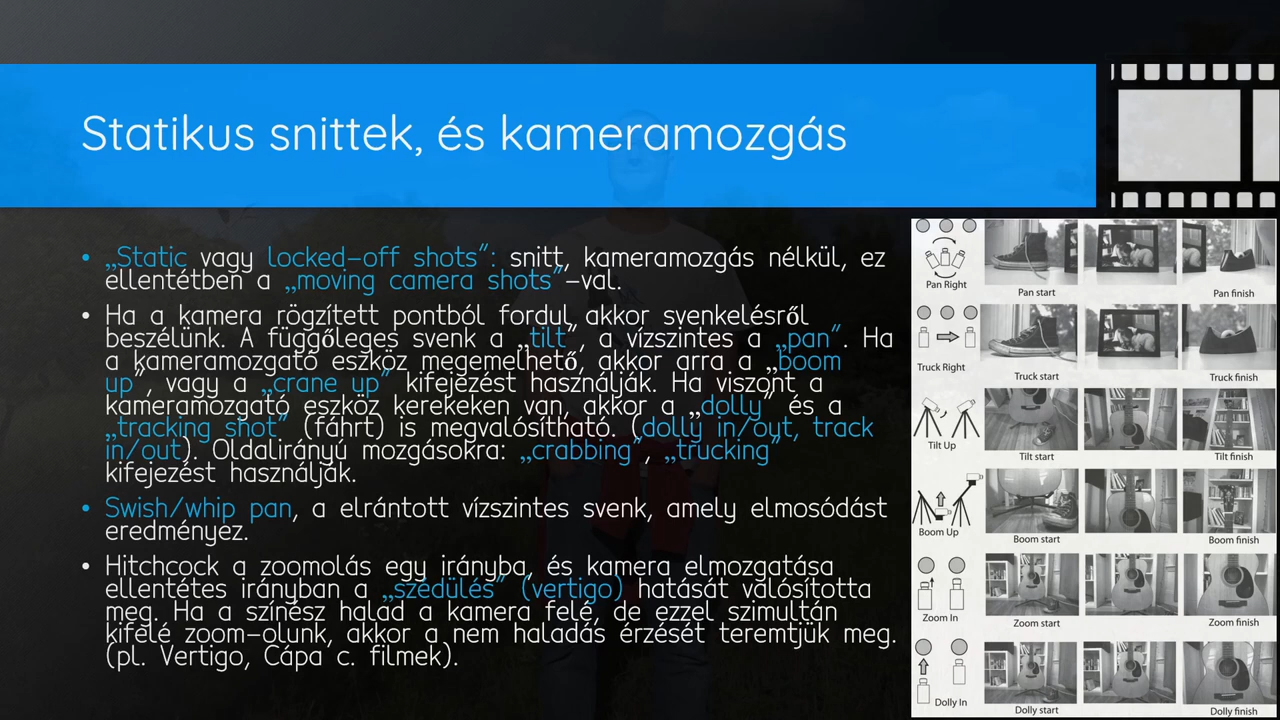 Statikus snittek, és kameramozgás
• „Static vagy locked-off shots”: snitt, kameramozgás nélkül, ez
ellentétben a „moving camera shots”-val.
• Ha a kamera rögzített pontból fordul, akkor svenkelésről
beszélünk. A függőleges svenk a „tilt”, a vízszintes a „pan”. Ha
a kameramozgató eszköz megemelhető, akkor arra a „boom
up”, vagy a „crane up” kifejezést használják. Ha viszont a
kameramozgató eszköz kerekeken van, akkor a „dolly” és a
„tracking shot” (fáhrt) is megvalósítható. (dolly in/out, track
in/out). Oldalirányú mozgásokra: „crabbing”, „trucking”
kifejezést használják.
• Swish/whip pan, a elrántott vízszintes svenk, amely elmosódást
eredményez.
• Hitchcock a zoomolás egy irányba, és kamera elmozgatása
ellentétes irányban a „szédülés” (vertigo) hatását valósította
meg. Ha a színész halad a kamera felé, de ezzel szimultán
kifelé zoom-olunk, akkor a nem haladás érzését teremtjük meg.
(pl. Vertigo, Cápa c. filmek).
Pan Right
Pan start
Pan finish
Truck Right
Truck start
Truck finish
Tilt Up
Tilt start
Tilt finish
Boom Up
Boom start
Boom finish
Zoom In
Zoom start
Zoom finish
Dolly In
Dolly start
Dolly finish